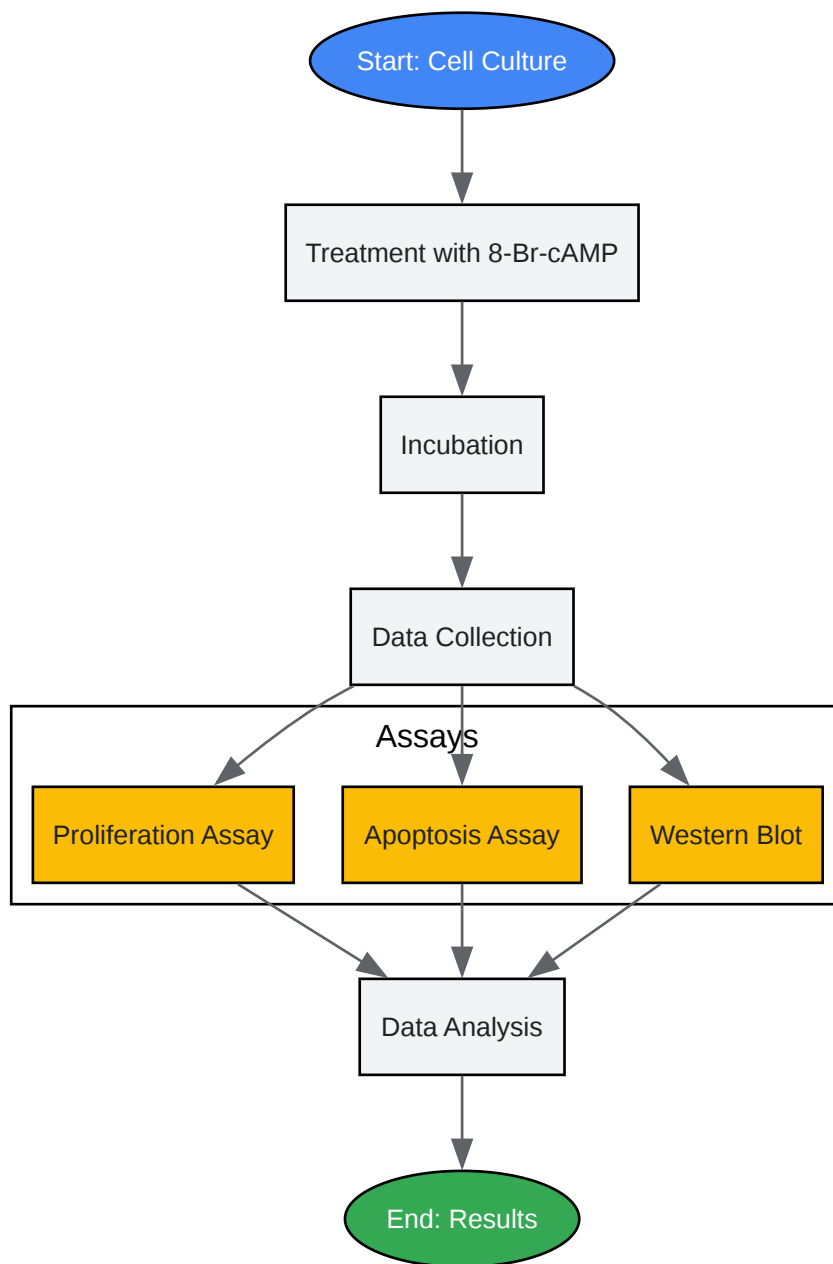 Start: Cell Culture
Treatment with 8-Br-cAMP
Incubation
Data Collection
Assays
Proliferation Assay
Apoptosis Assay
Western Blot
Data Analysis
End: Results